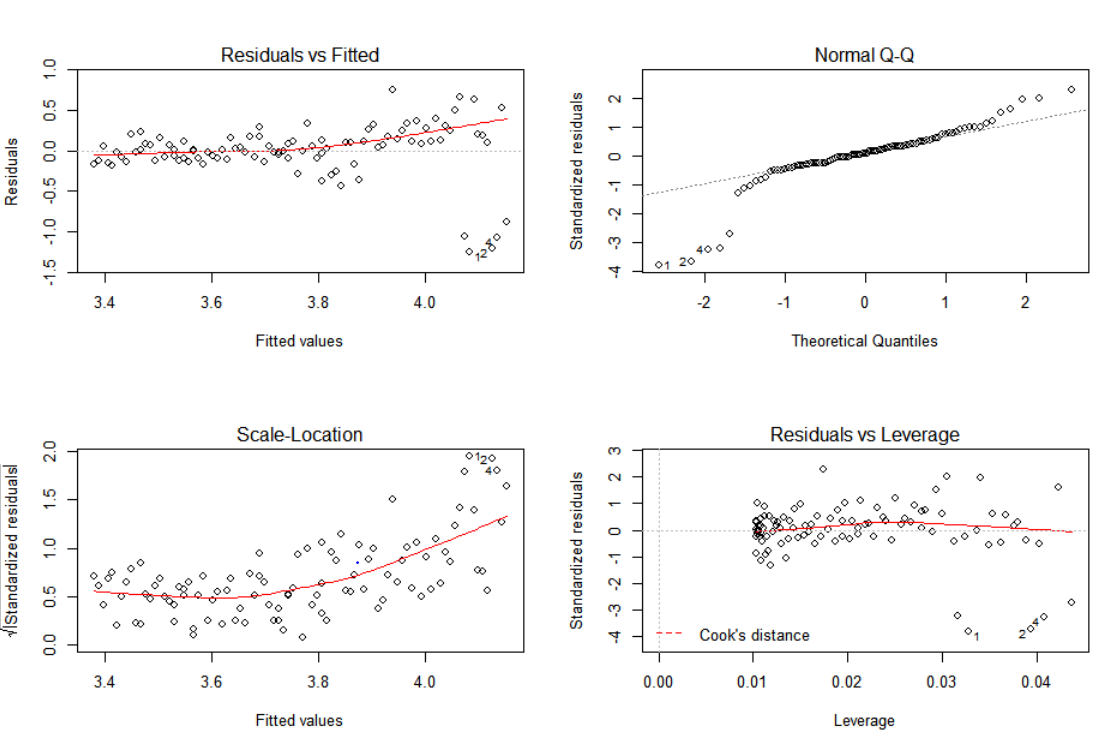 Residuals vs Fitted
1.0
0.5
0.0
-0.5
-1.0
-1.5
Residuals
4
1 2
3.4 3.6 3.8 4.0
Fitted values
Normal Q-Q
2
1
0
-1
-2
-3
-4
Standardized residuals
4
2 1
-2 -1 0 1 2
Theoretical Quantiles
Scale-Location
2.0
1.5
1.0
0.5
0.0
√|Standardized residuals|
1 2
4
3.4 3.6 3.8 4.0
Fitted values
Residuals vs Leverage
3
2
1
0
-1
-2
-3
-4
Standardized residuals
4
1 2
Cook's distance
0.00 0.01 0.02 0.03 0.04
Leverage